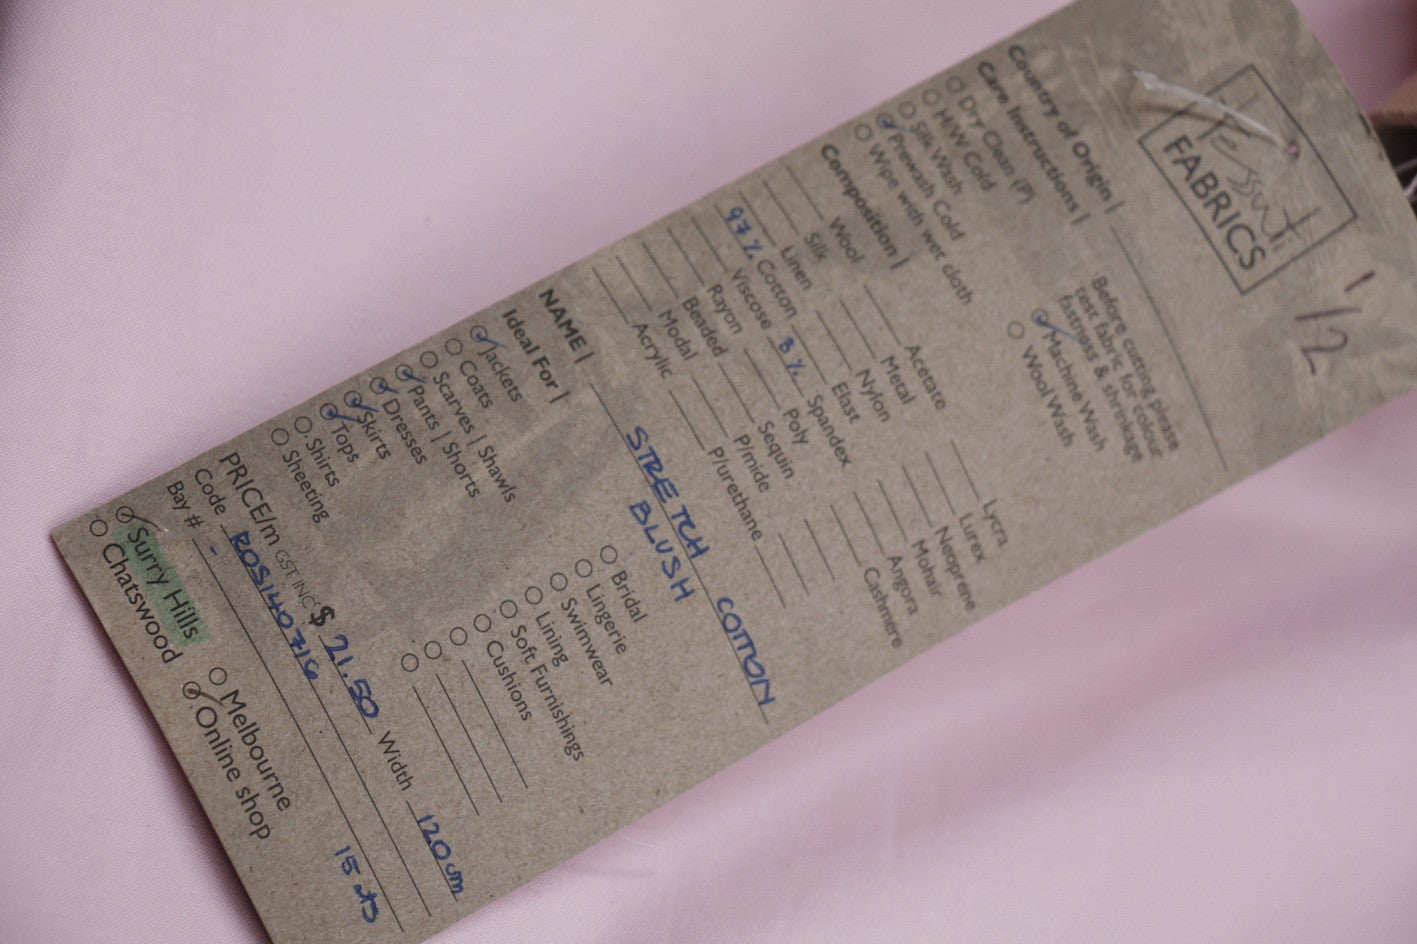 Tessuti
FABRICS
1/2
Country of Origin |
Care Instructions |
Dry Clean (P)
H/W Cold
Silk Wash
Prewash Cold
Wipe with wet cloth
Before cutting please
test fabric for colour
fastness & shrinkage
Machine Wash
Wool Wash
Composition |
Wool
Silk
Linen
97% Cotton
Viscose
Rayon
Beaded
Modal
Acrylic
Acetate
Metal
Nylon
Elast
3% Spandex
Poly
Sequin
P/mide
P/urethane
Lycra
Lurex
Neoprene
Mohair
Angora
Cashmere
NAME | STRETCH COTTON
BLUSH
Ideal For |
Jackets
Coats
Scarves | Shawls
Pants | Shorts
Dresses
Skirts
Tops
Shirts
Sheeting
Bridal
Lingerie
Swimwear
Lining
Soft Furnishings
Cushions
PRICE/m GST INC $ 21.50 Width 120cm
Code ROSI40716
Bay # -
Surry Hills
Chatswood
Melbourne
Online shop